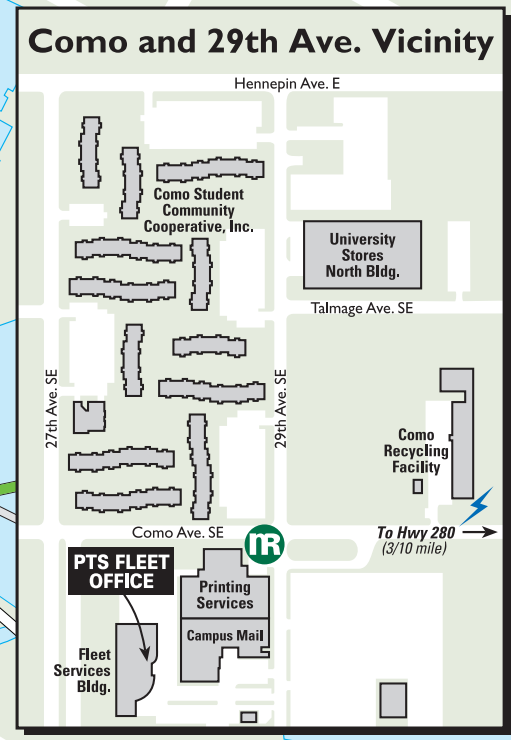 Como and 29th Ave. Vicinity
Hennepin Ave. E
Como Student
Community
Cooperative, Inc.
University
Stores
North Bldg.
Talmage Ave. SE
27th Ave. SE
29th Ave. SE
Como
Recycling
Facility
Como Ave. SE
To Hwy 280
(3/10 mile)
PTS FLEET
OFFICE
Printing
Services
Campus Mail
Fleet
Services
Bldg.